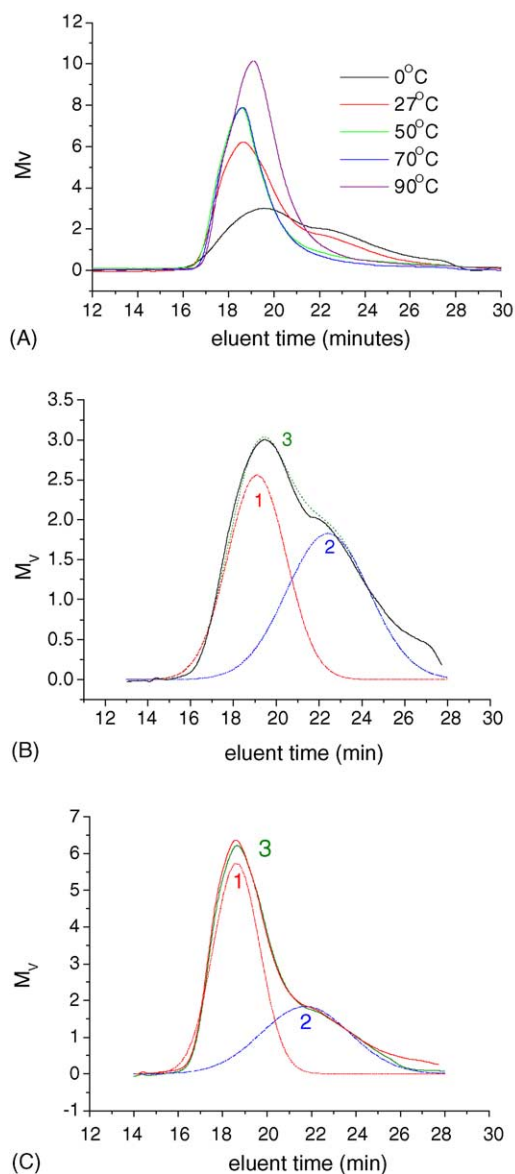 12
10
8
6
4
2
0
Mv
0°C
27°C
50°C
70°C
90°C
12 14 16 18 20 22 24 26 28 30
eluent time (minutes)
(A)
3.5
3.0
2.5
2.0
1.5
1.0
0.5
0.0
Mv
3
1
2
12 14 16 18 20 22 24 26 28 30
eluent time (min)
(B)
7
6
5
4
3
2
1
0
-1
Mv
3
1
2
12 14 16 18 20 22 24 26 28 30
eluent time (min)
(C)